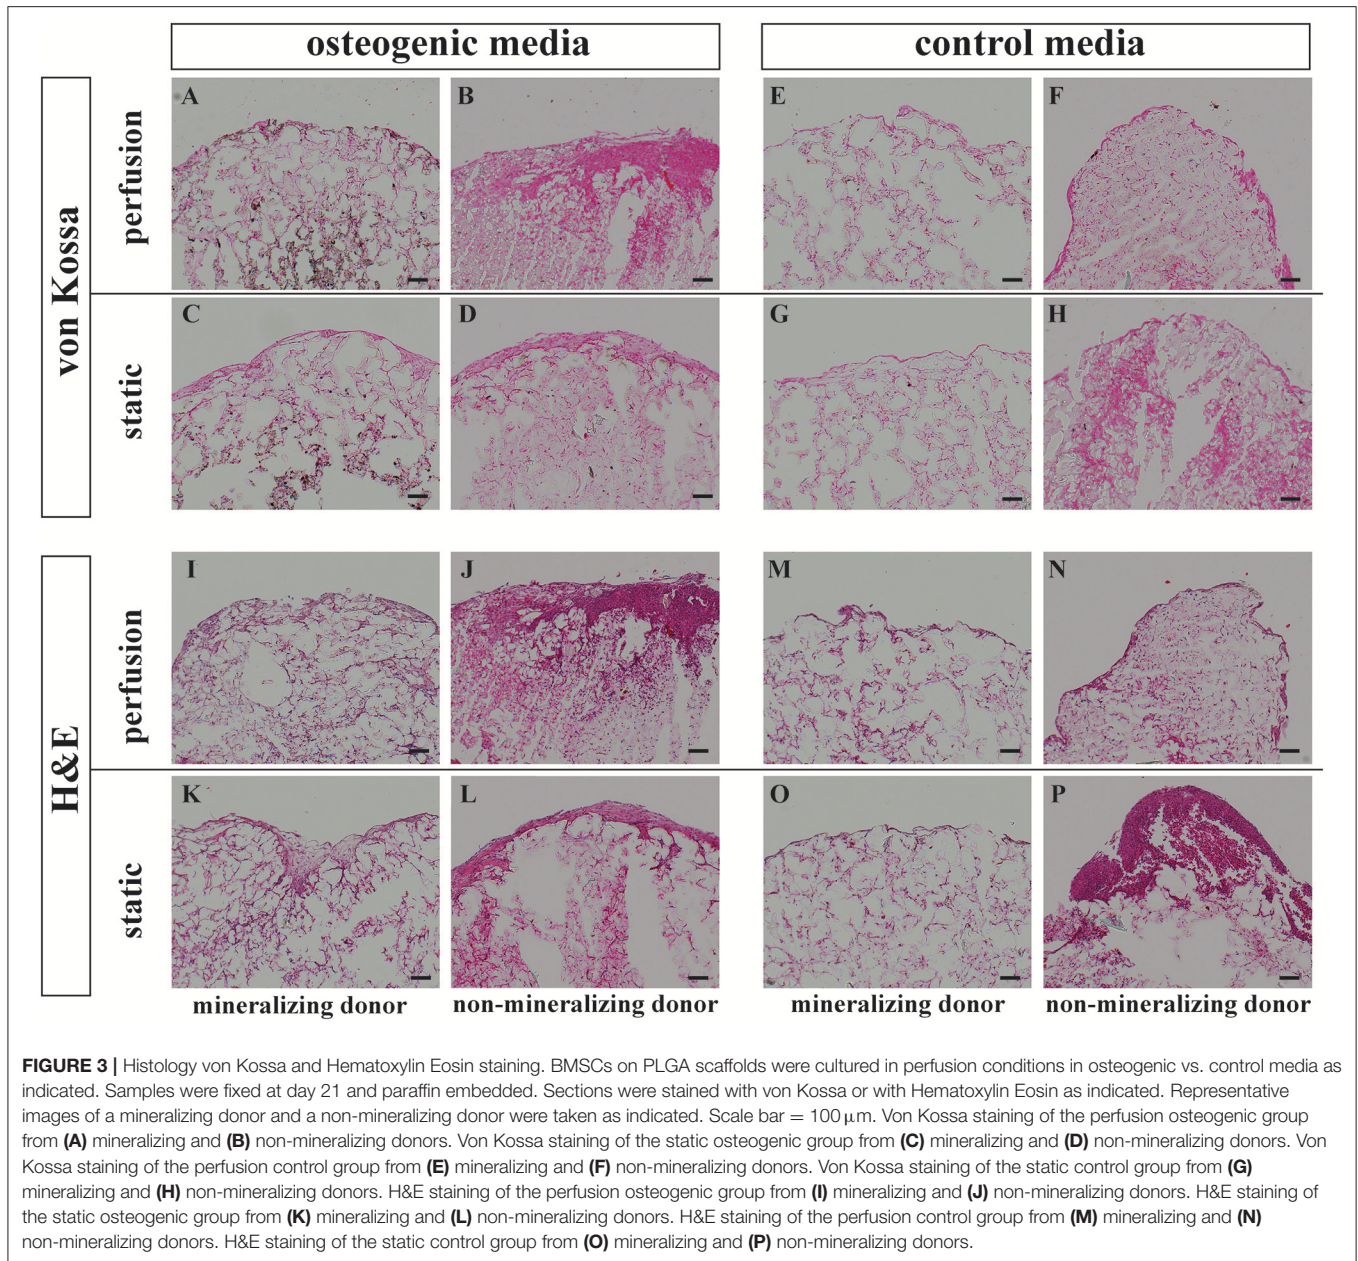 osteogenic media
control media
von Kossa
perfusion
A
B
E
F
static
C
D
G
H
H&E
perfusion
I
J
M
N
static
K
L
O
P
mineralizing donor
non-mineralizing donor
mineralizing donor
non-mineralizing donor
FIGURE 3 | Histology von Kossa and Hematoxylin Eosin staining. BMSCs on PLGA scaffolds were cultured in perfusion conditions in osteogenic vs. control media as
indicated. Samples were fixed at day 21 and paraffin embedded. Sections were stained with von Kossa or with Hematoxylin Eosin as indicated. Representative
images of a mineralizing donor and a non-mineralizing donor were taken as indicated. Scale bar = 100 μm. Von Kossa staining of the perfusion osteogenic group
from (A) mineralizing and (B) non-mineralizing donors. Von Kossa staining of the static osteogenic group from (C) mineralizing and (D) non-mineralizing donors. Von
Kossa staining of the perfusion control group from (E) mineralizing and (F) non-mineralizing donors. Von Kossa staining of the static control group from (G)
mineralizing and (H) non-mineralizing donors. H&E staining of the perfusion osteogenic group from (I) mineralizing and (J) non-mineralizing donors. H&E staining of
the static osteogenic group from (K) mineralizing and (L) non-mineralizing donors. H&E staining of the perfusion control group from (M) mineralizing and (N)
non-mineralizing donors. H&E staining of the static control group from (O) mineralizing and (P) non-mineralizing donors.